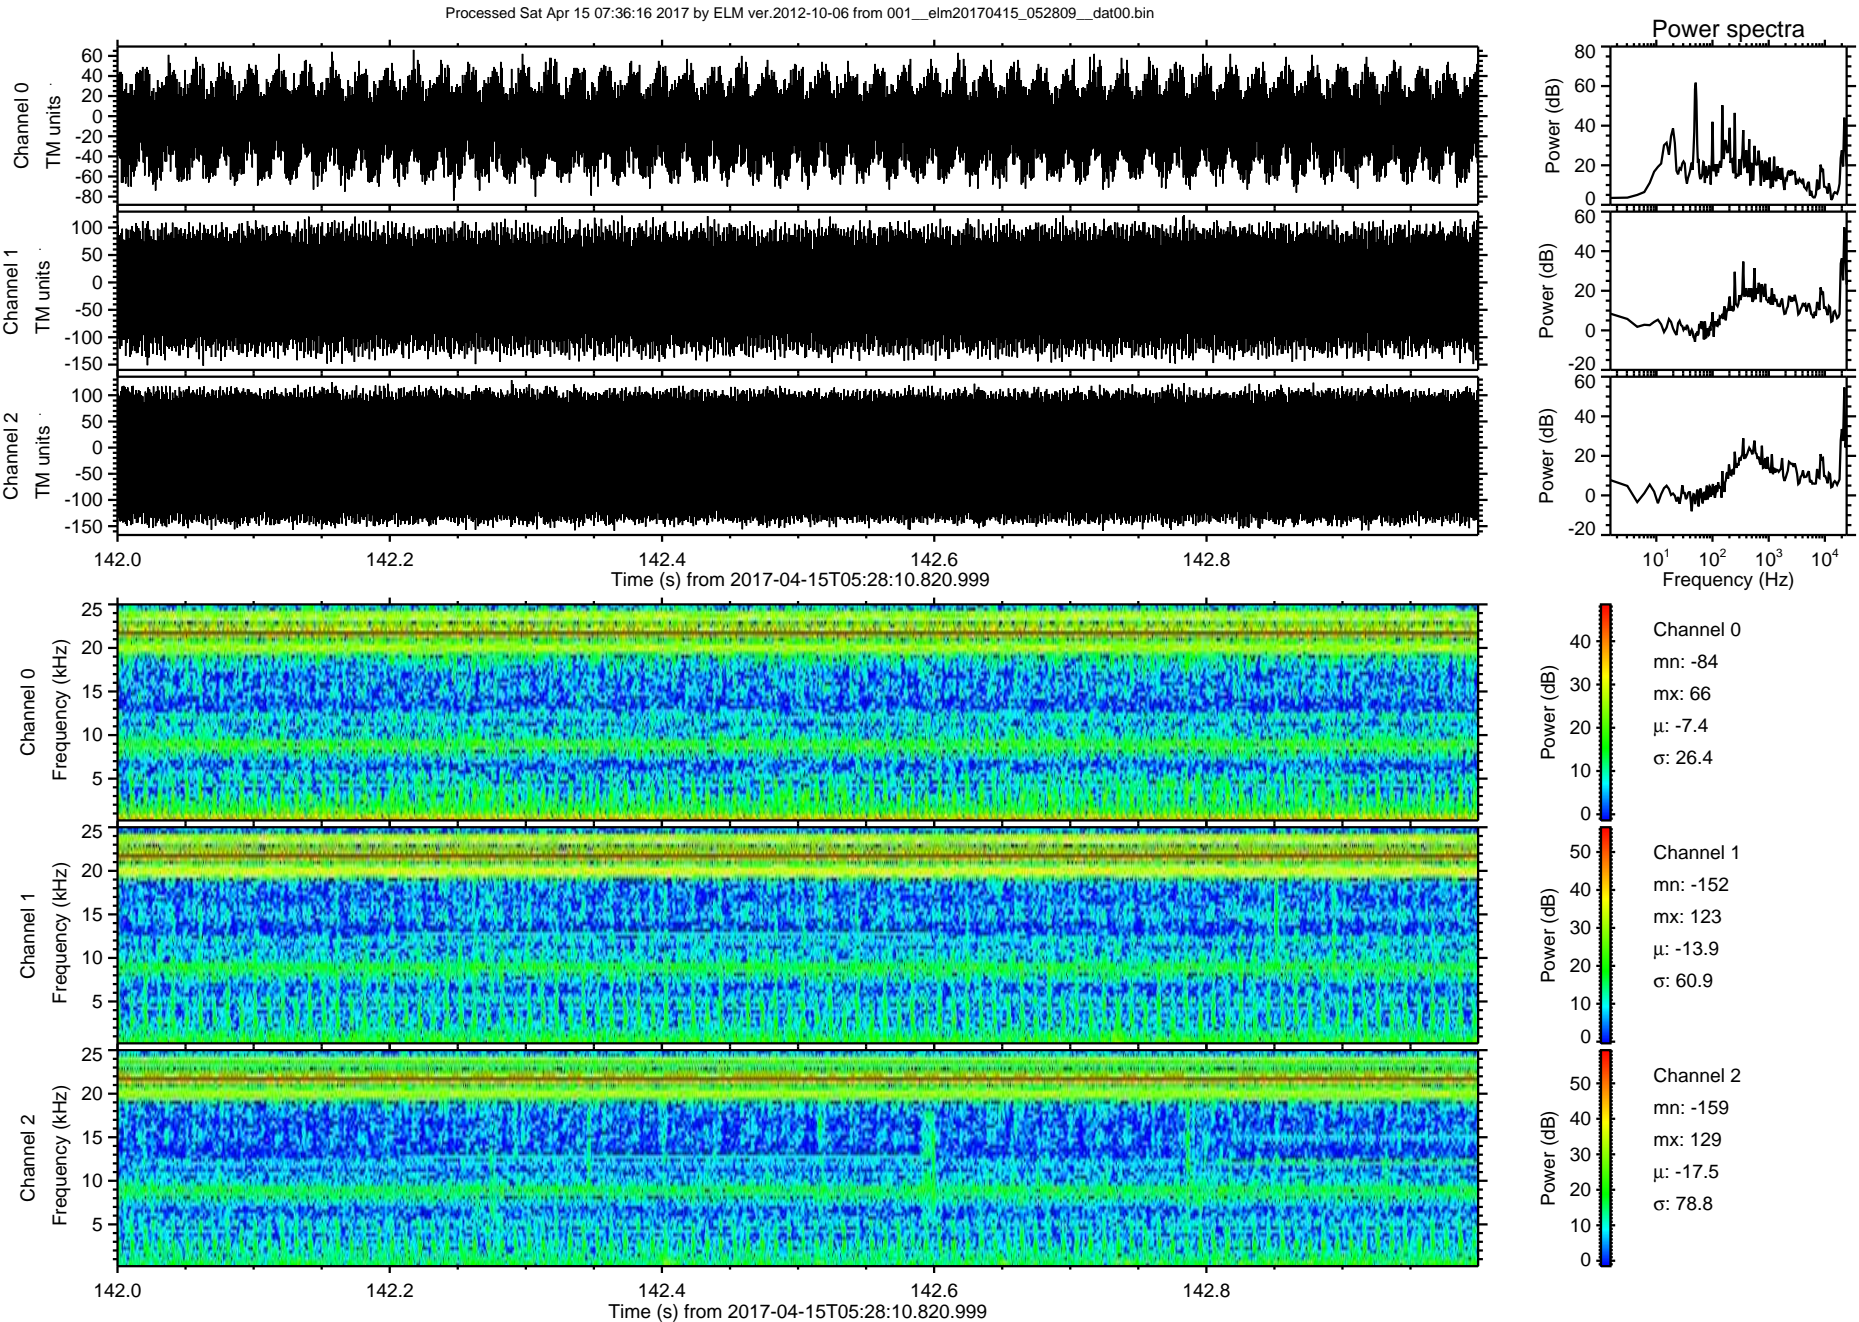 Processed Sat Apr 15 07:36:16 2017 by ELM ver.2012-10-06 from 001__elm20170415_052809__dat00.bin
Power spectra
Channel 0
TM units
60
40
20
0
-20
-40
-60
-80
Power (dB)
80
60
40
20
0
Channel 1
TM units
100
50
0
-50
-100
-150
Power (dB)
60
40
20
0
-20
Channel 2
TM units
100
50
0
-50
-100
-150
Power (dB)
60
40
20
0
-20
142.0 142.2 142.4 142.6 142.8
Time (s) from 2017-04-15T05:28:10.820.999
10^1 10^2 10^3 10^4
Frequency (Hz)
Channel 0
Frequency (kHz)
25
20
15
10
5
Power (dB)
40
30
20
10
0
Channel 0
mn: -84
mx: 66
µ: -7.4
σ: 26.4
Channel 1
Frequency (kHz)
25
20
15
10
5
Power (dB)
50
40
30
20
10
0
Channel 1
mn: -152
mx: 123
µ: -13.9
σ: 60.9
Channel 2
Frequency (kHz)
25
20
15
10
5
Power (dB)
50
40
30
20
10
0
Channel 2
mn: -159
mx: 129
µ: -17.5
σ: 78.8
142.0 142.2 142.4 142.6 142.8
Time (s) from 2017-04-15T05:28:10.820.999